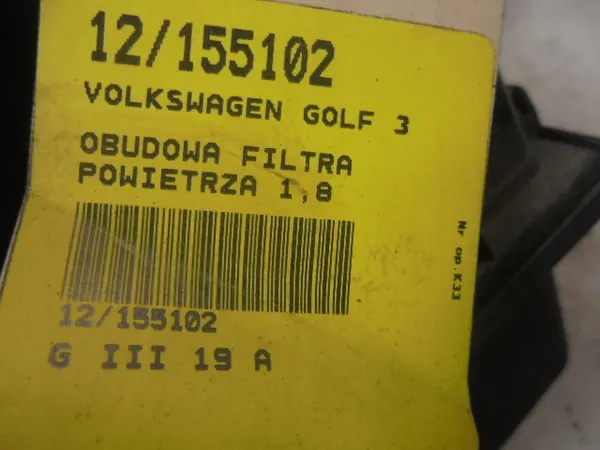 12/155102
VOLKSWAGEN GOLF 3
OBUDOWA FILTRA
POWIETRZA 1,8
Nr op.K33
12/155102
G III 19 A